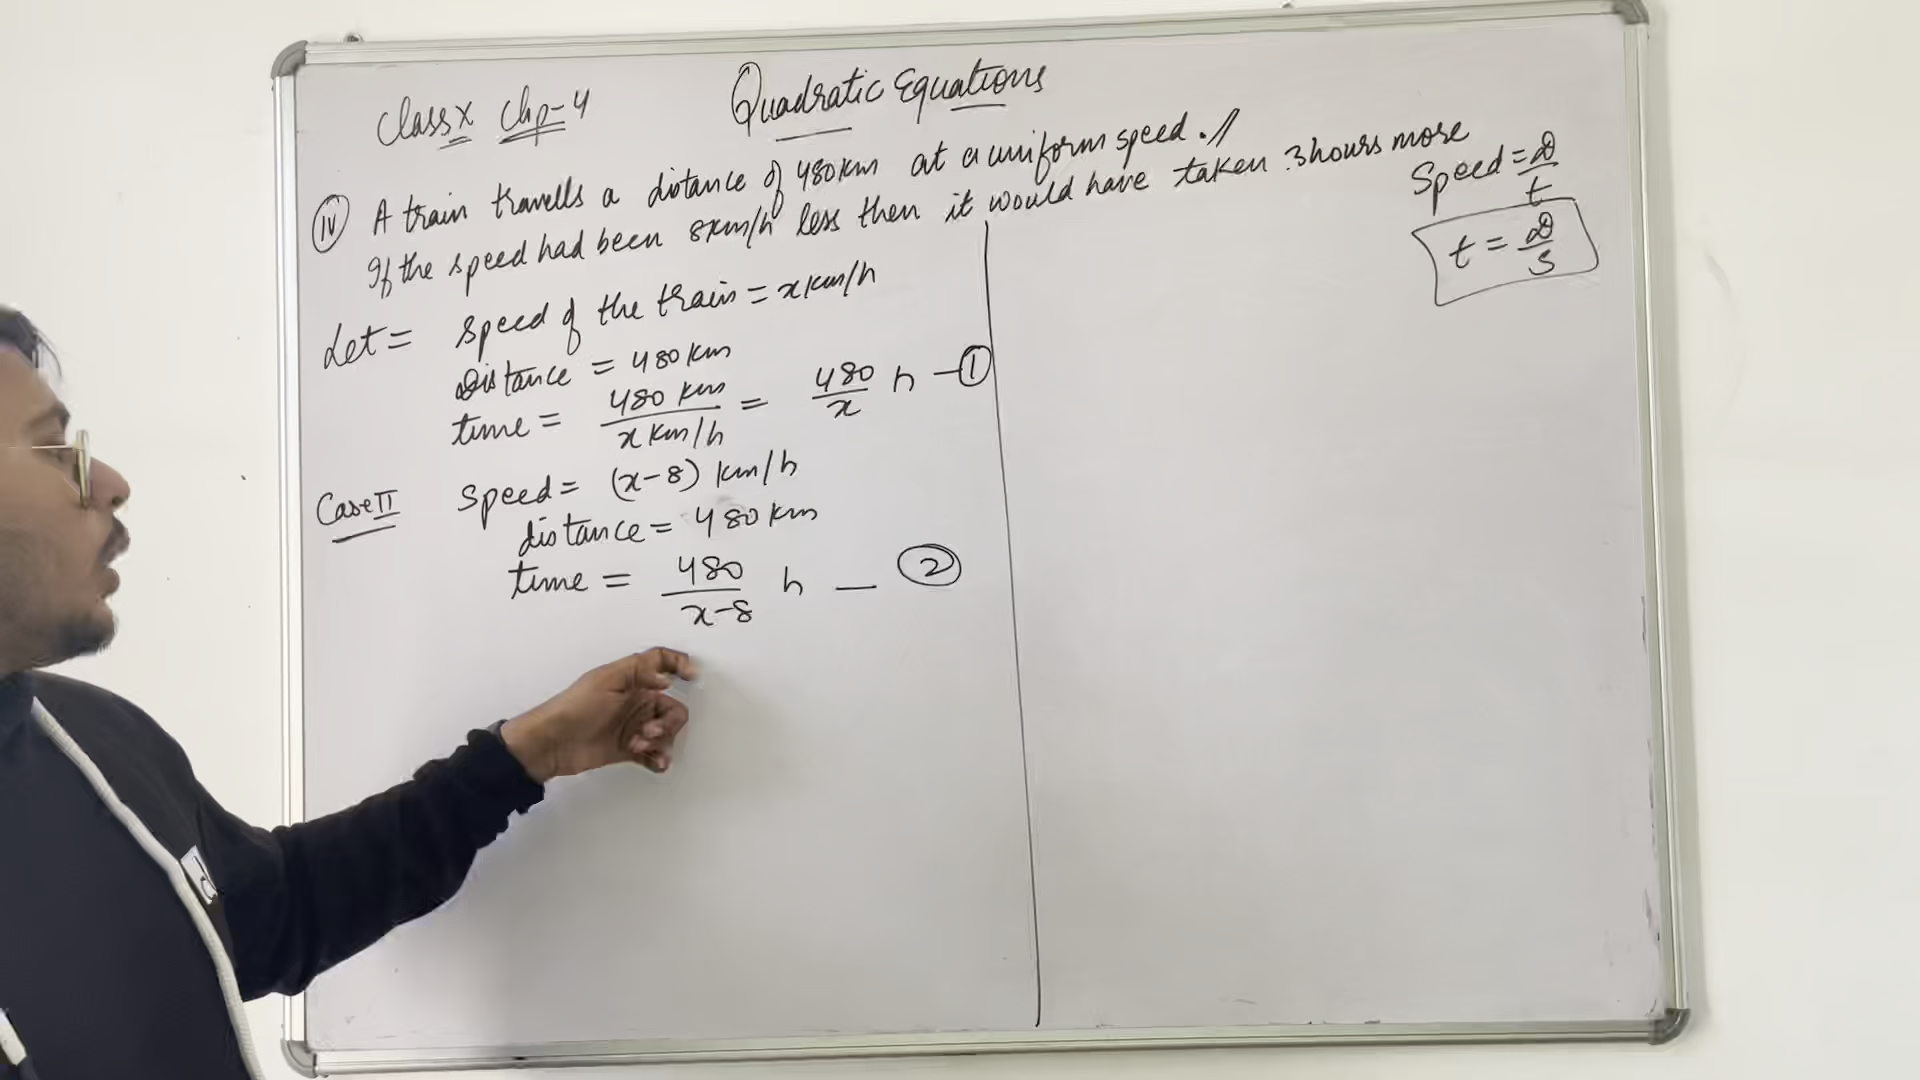 Class X Chp-4 Quadratic Equations
(iv) A train travells a distance of 480km at a uniform speed. //
If the speed had been 8km/h less then it would have taken 3 hours more
Speed = D/t
t = D/s
Let = Speed of the train = x km/h
Distance = 480 km
time = 480 km / x km/h = 480/x h — ①
Case II Speed = (x-8) km/h
distance = 480 km
time = 480/x-8 h — ②